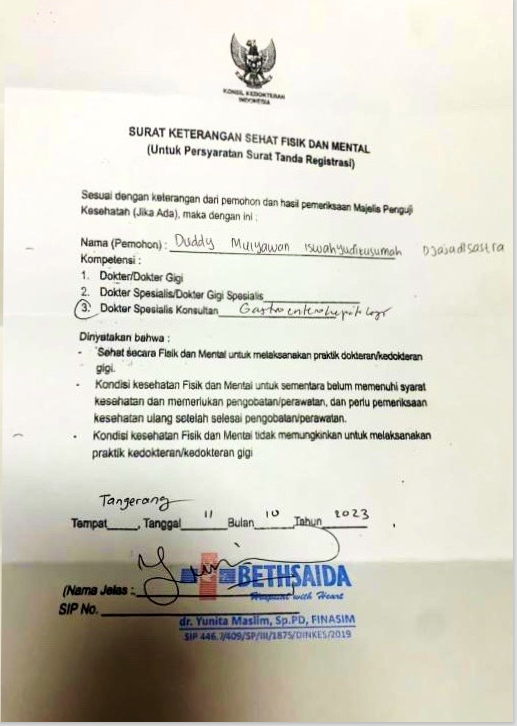 KONSIL KEDOKTERAN
INDONESIA
SURAT KETERANGAN SEHAT FISIK DAN MENTAL
(Untuk Persyaratan Surat Tanda Registrasi)
Sesuai dengan keterangan dari pemohon dan hasil pemeriksaan Majelis Penguji
Kesehatah (Jika Ada), maka dengan ini :
Nama (Pemohon) : Duddy Mulyawan Iswahyudikusumah Djajadisastra
Kompetensi :
1. Dokter/Dokter Gigi
2. Dokter Spesialis/Dokter Gigi Spesialis
3. Dokter Spesialis Konsultan Gastroenterohepatologi
Dinyatakan bahwa :
- Sehat secara Fisik dan Mental untuk melaksanakan praktik dokteran/kedokteran
gigi.
- Kondisi kesehatan Fisik dan Mental untuk sementara belum memenuhi syarat
kesehatan dan memerlukan pengobatan/perawatan, dan perlu pemeriksaan
kesehatan ulang setelah selesai pengobatan/perawatan.
- Kondisi kesehatan Fisik dan Mental tidak memungkinkan untuk melaksanakan
praktik kedokteran/kedokteran gigi
Tangerang
Tempat____, Tanggal 11 Bulan 10 Tahun 2023
BETHSAIDA
Hospital with Heart
(Nama Jelas :
SIP No.
dr. Yunita Maslim, Sp.PD, FINASIM
SIP 446.7/409/SP/III/1875/DINKES/2019